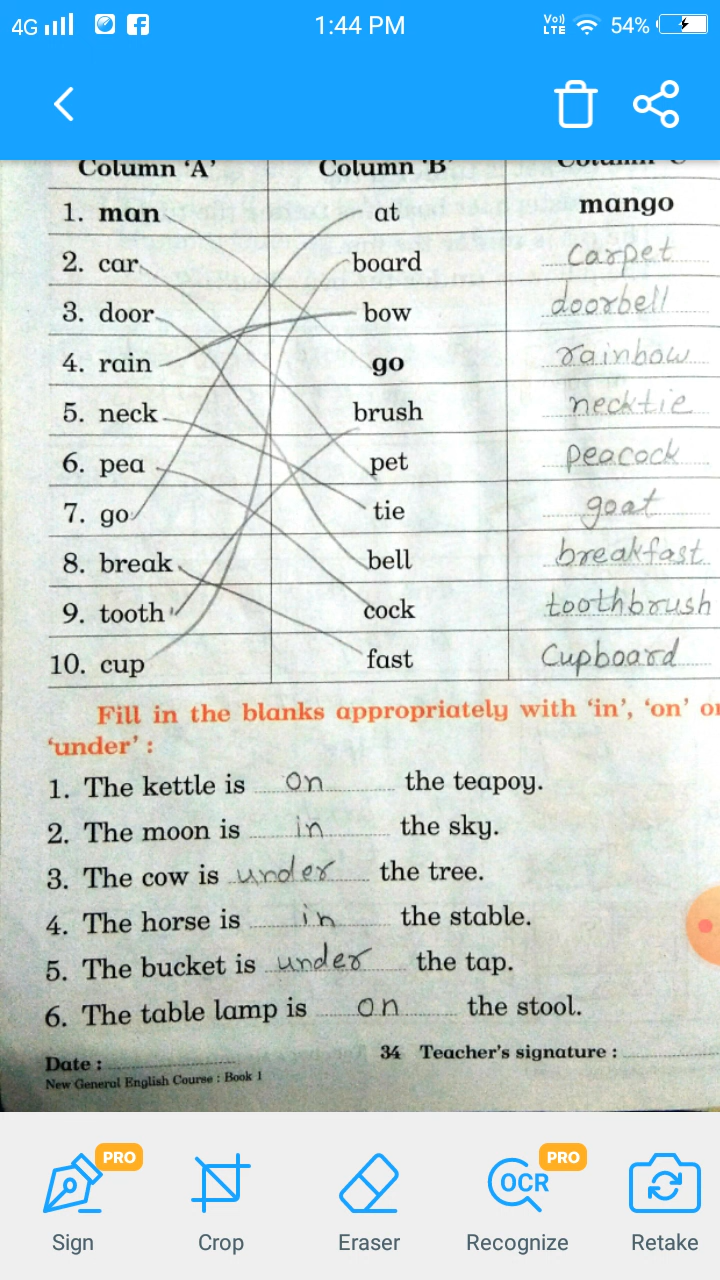 4G 1:44 PM Vo)) LTE 54%
Column 'A' Column 'B' Column 'C
1. man at mango
2. car board Carpet
3. door bow doorbell
4. rain go rainbow
5. neck brush necktie
6. pea pet Peacock
7. go tie goat
8. break bell breakfast
9. tooth cock toothbrush
10. cup fast Cupboard
Fill in the blanks appropriately with 'in', 'on' or
'under' :
1. The kettle is on the teapoy.
2. The moon is in the sky.
3. The cow is under the tree.
4. The horse is in the stable.
5. The bucket is under the tap.
6. The table lamp is on the stool.
Date : 34 Teacher's signature :
New General English Course : Book 1
PRO PRO
OCR
Sign Crop Eraser Recognize Retake